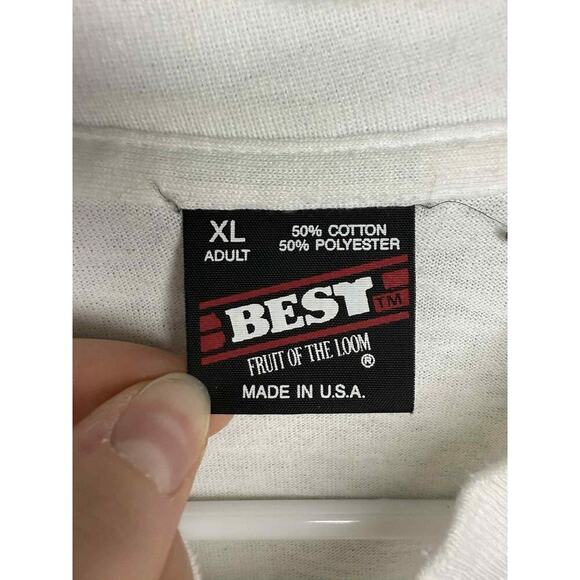 XL
ADULT
50% COTTON
50% POLYESTER
BEST TM
FRUIT OF THE LOOM ®
MADE IN U.S.A.